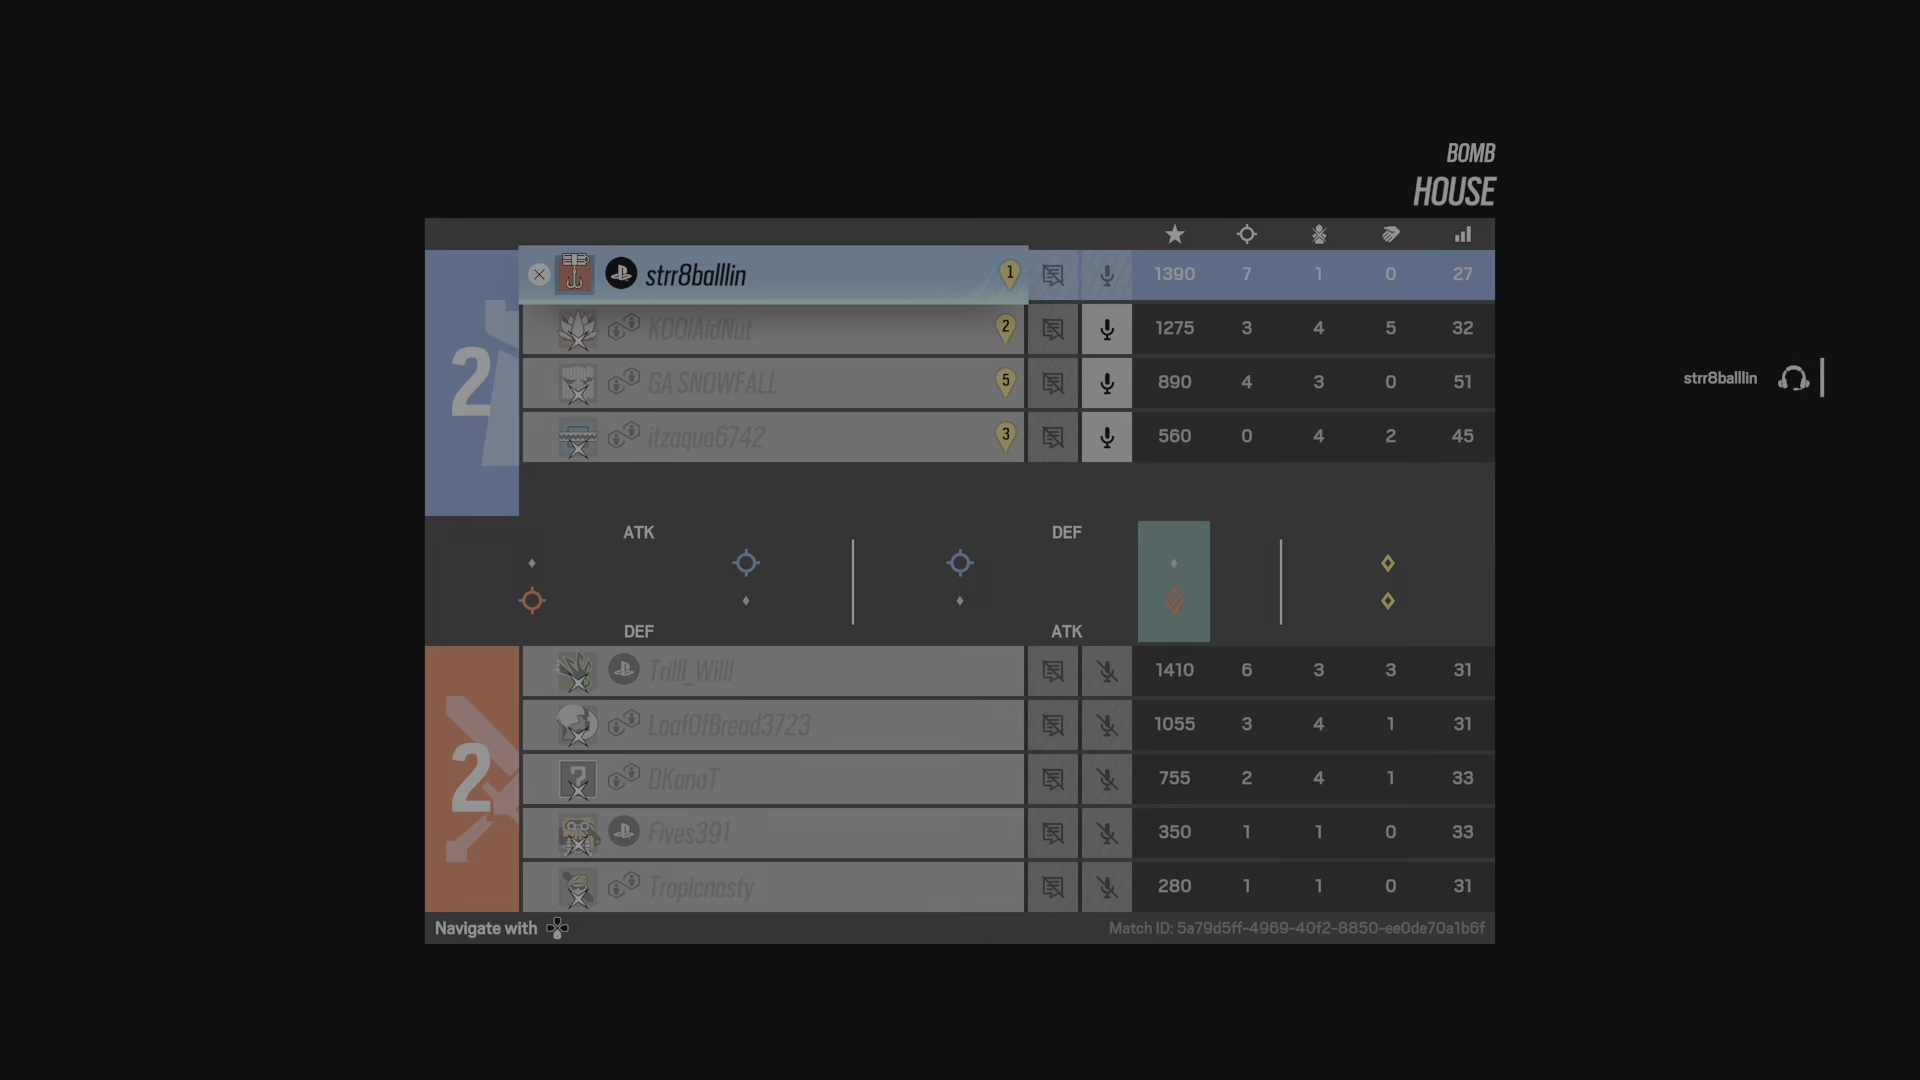 BOMB
HOUSE
2
strr8balllin 1 1390 7 1 0 27
KOOlAidNut 2 1275 3 4 5 32
GA SNOWFALL 5 890 4 3 0 51
itzaqua6742 3 560 0 4 2 45
strr8balllin
ATK DEF
DEF ATK
2
Trilll_Willl 1410 6 3 3 31
LoafOfBread3723 1055 3 4 1 31
DKonaT 755 2 4 1 33
Fives391 350 1 1 0 33
Tropicnasty 280 1 1 0 31
Navigate with
Match ID: 5a79d5ff-4969-40f2-8850-ee0de70a1b6f